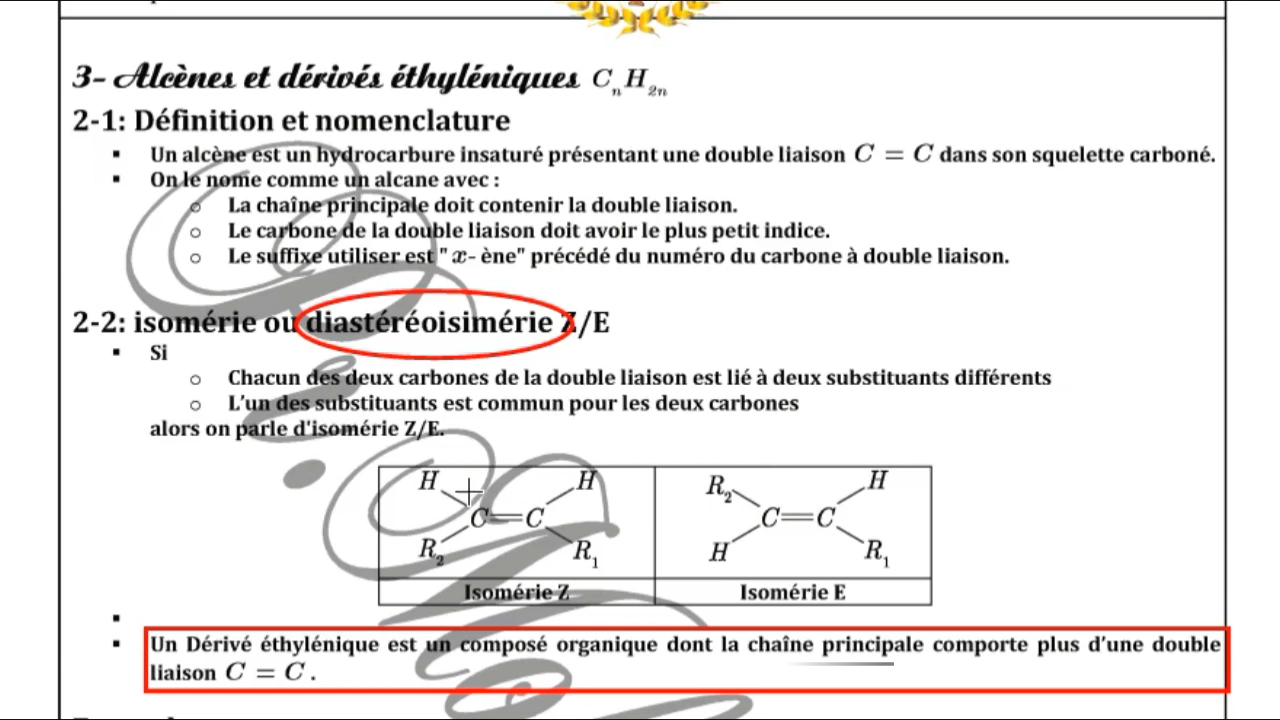 3- Alcènes et dérivés éthyléniques CₙH₂ₙ
2-1: Définition et nomenclature
▪ Un alcène est un hydrocarbure insaturé présentant une double liaison C = C dans son squelette carboné.
▪ On le nome comme un alcane avec :
o La chaîne principale doit contenir la double liaison.
o Le carbone de la double liaison doit avoir le plus petit indice.
o Le suffixe utiliser est " x- ène" précédé du numéro du carbone à double liaison.
2-2: isomérie ou diastéréoisimérie Z/E
▪ Si
o Chacun des deux carbones de la double liaison est lié à deux substituants différents
o L'un des substituants est commun pour les deux carbones
alors on parle d'isomérie Z/E.
H H R₂ H
C=C C=C
R₂ R₁ H R₁
Isomérie Z Isomérie E
▪ Un Dérivé éthylénique est un composé organique dont la chaîne principale comporte plus d'une double
liaison C = C .